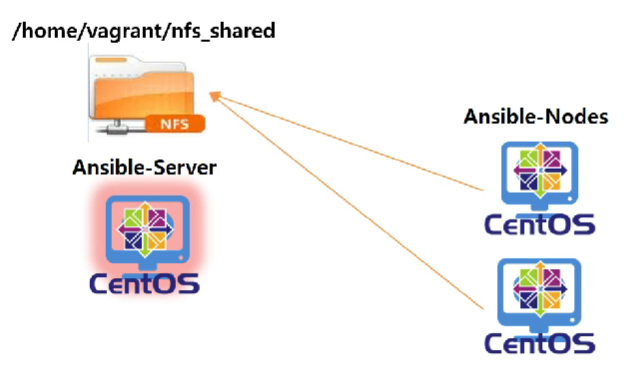 /home/vagrant/nfs_shared
NFS
Ansible-Server
CentOS
Ansible-Nodes
CentOS
CentOS